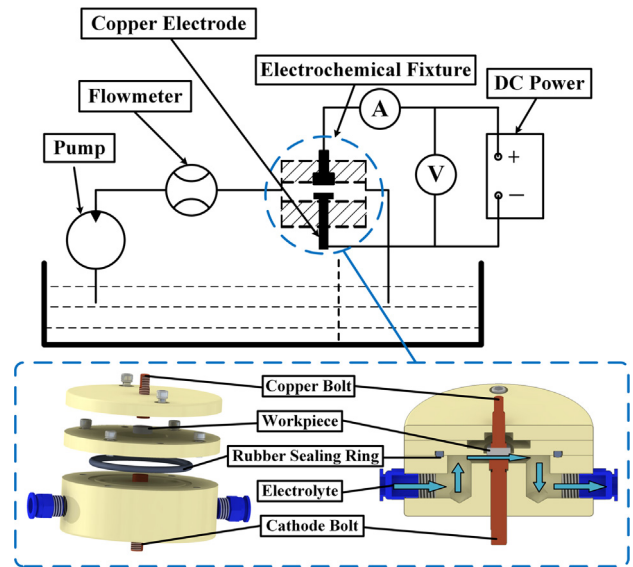 Copper Electrode
Electrochemical Fixture
DC Power
Flowmeter
A
Pump
+
V
−
Copper Bolt
Workpiece
Rubber Sealing Ring
Electrolyte
Cathode Bolt